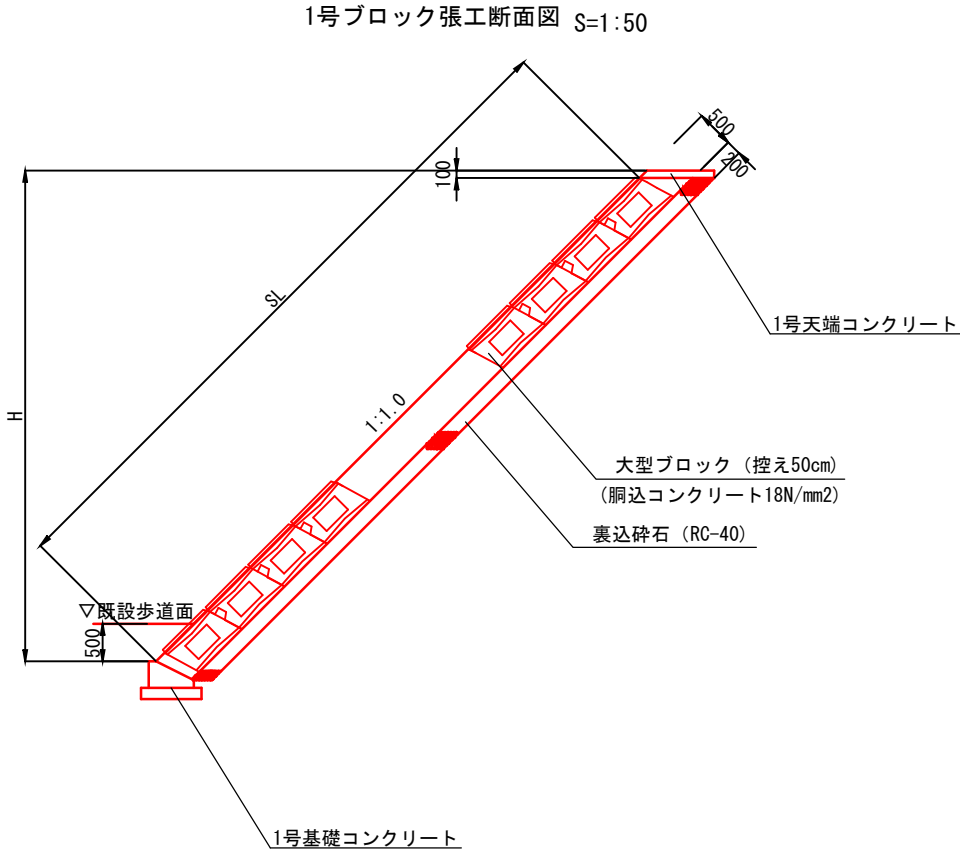 1号ブロック張工断面図 S=1:50
500
200
100
SL
1号天端コンクリート
H
1:1.0
大型ブロック (控え50cm)
(胴込コンクリート18N/mm2)
裏込砕石 (RC-40)
▽既設歩道面
500
1号基礎コンクリート